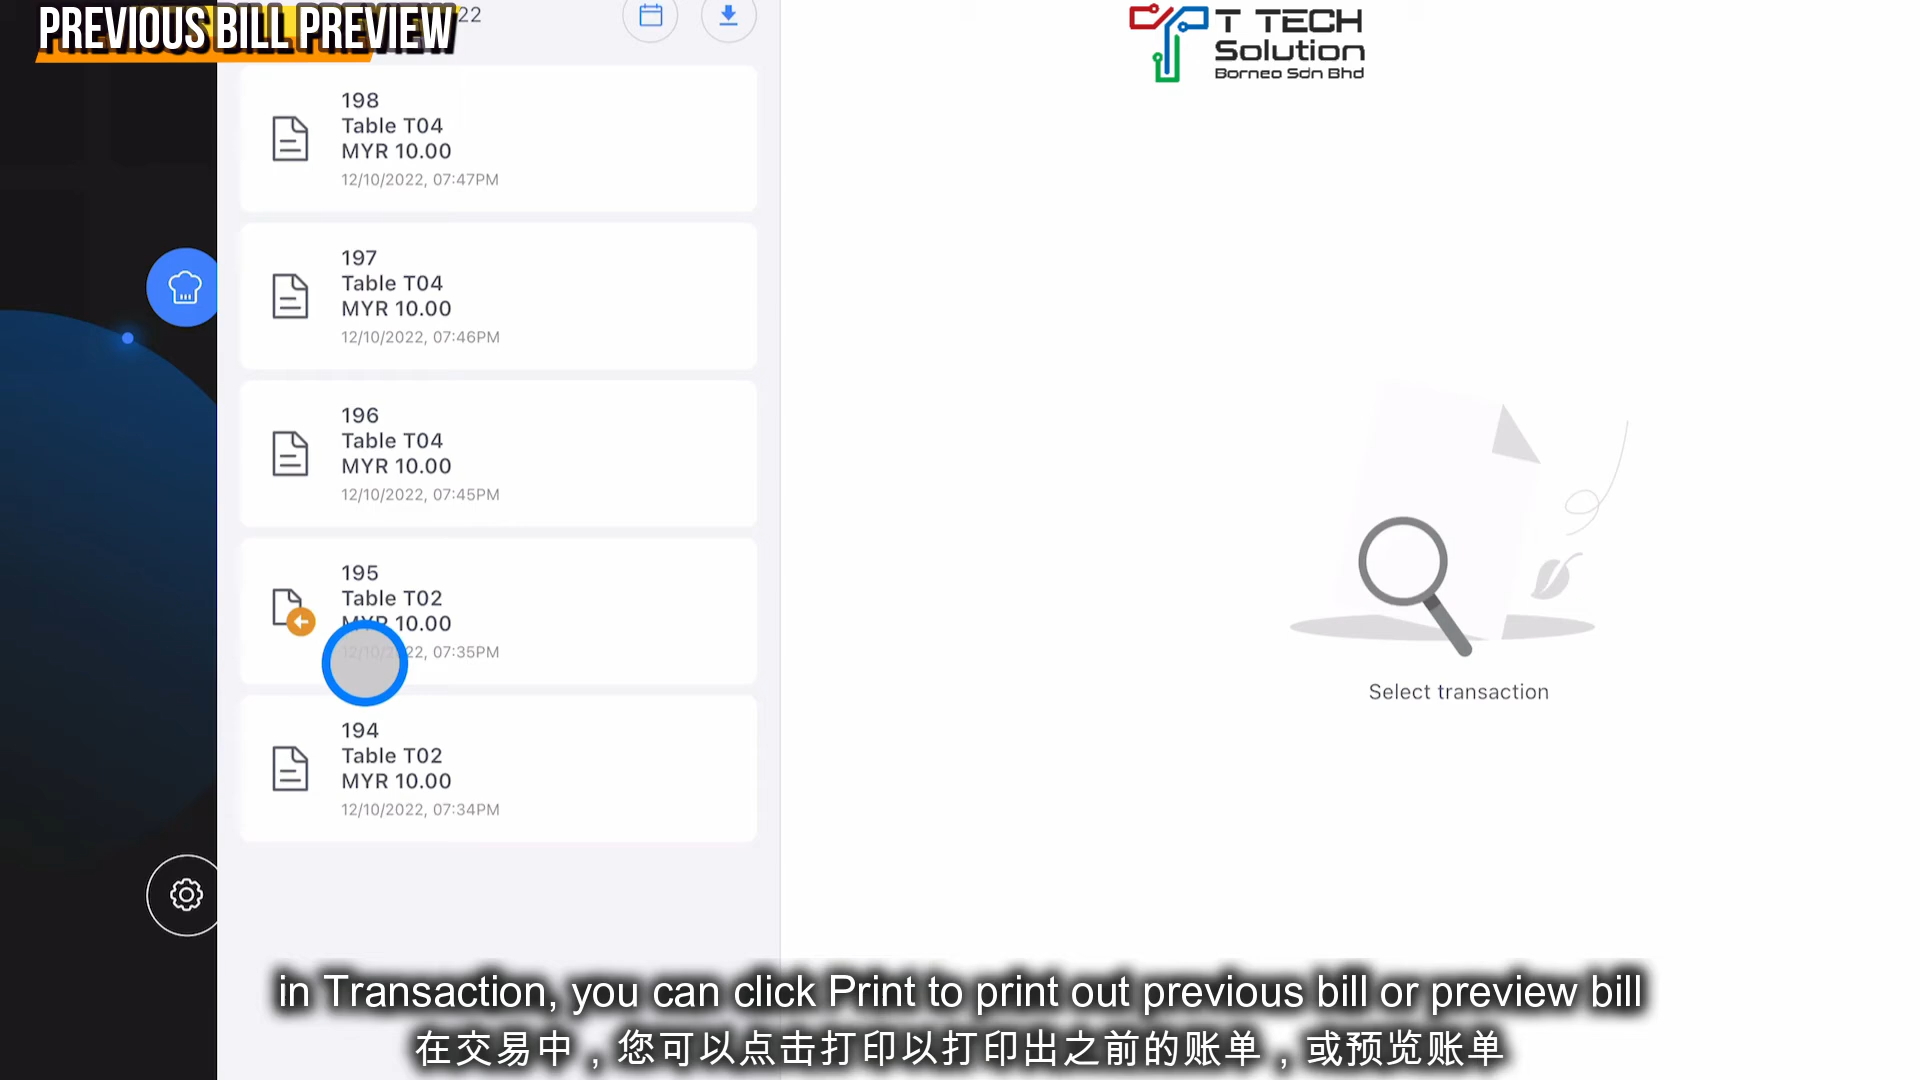 PREVIOUS BILL PREVIEW
22
T TECH
Solution
Borneo Sdn Bhd
198
Table T04
MYR 10.00
12/10/2022, 07:47PM
197
Table T04
MYR 10.00
12/10/2022, 07:46PM
196
Table T04
MYR 10.00
12/10/2022, 07:45PM
195
Table T02
MYR 10.00
12/10/2022, 07:35PM
194
Table T02
MYR 10.00
12/10/2022, 07:34PM
Select transaction
in Transaction, you can click Print to print out previous bill or preview bill
在交易中，您可以点击打印以打印出之前的账单，或预览账单